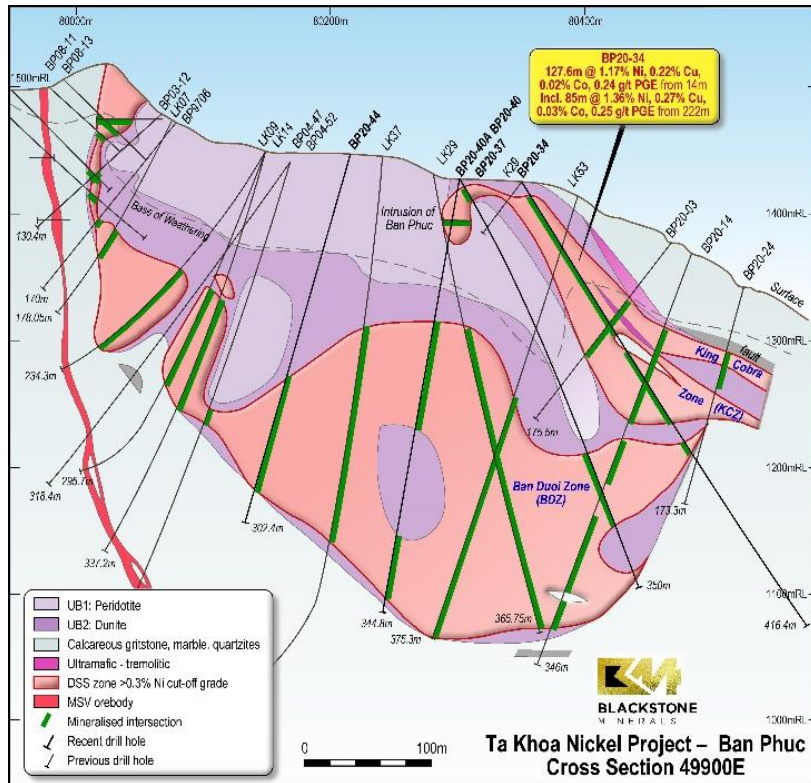 80000m
80200m
80400m
BP08-11
BP08-13
1500mRL
BP03-12
LK07
BP9706
LK09
LK14
BP04-47
BP04-52
BP20-44
LK37
LK29
BP20-40A
BP20-40
BP20-37
K29
BP20-34
LK53
BP20-03
BP20-14
BP20-24
BP20-34
127.6m @ 1.17% Ni, 0.22% Cu,
0.02% Co, 0.24 g/t PGE from 14m
Incl. 85m @ 1.36% Ni, 0.27% Cu,
0.03% Co, 0.25 g/t PGE from 222m
Base of Weathering
Intrusion of
Ban Phuc
1400mRL
Surface
139.4m
170m
178.05m
234.3m
1300mRL
fault
King Cobra
Zone (KCZ)
175.5m
295.7m
318.4m
1200mRL
Ban Duoi Zone
(BDZ)
302.4m
173.3m
337.2m
350m
1100mRL
344.8m
375.3m
365.75m
346m
416.4m
UB1: Peridotite
UB2: Dunite
Calcareous gritstone, marble, quartzites
Ultramafic - tremolitic
DSS zone >0.3% Ni cut-off grade
MSV orebody
Mineralised intersection
Recent drill hole
Previous drill hole
0
100m
BLACKSTONE
MINERALS
1000mRL
Ta Khoa Nickel Project – Ban Phuc
Cross Section 49900E